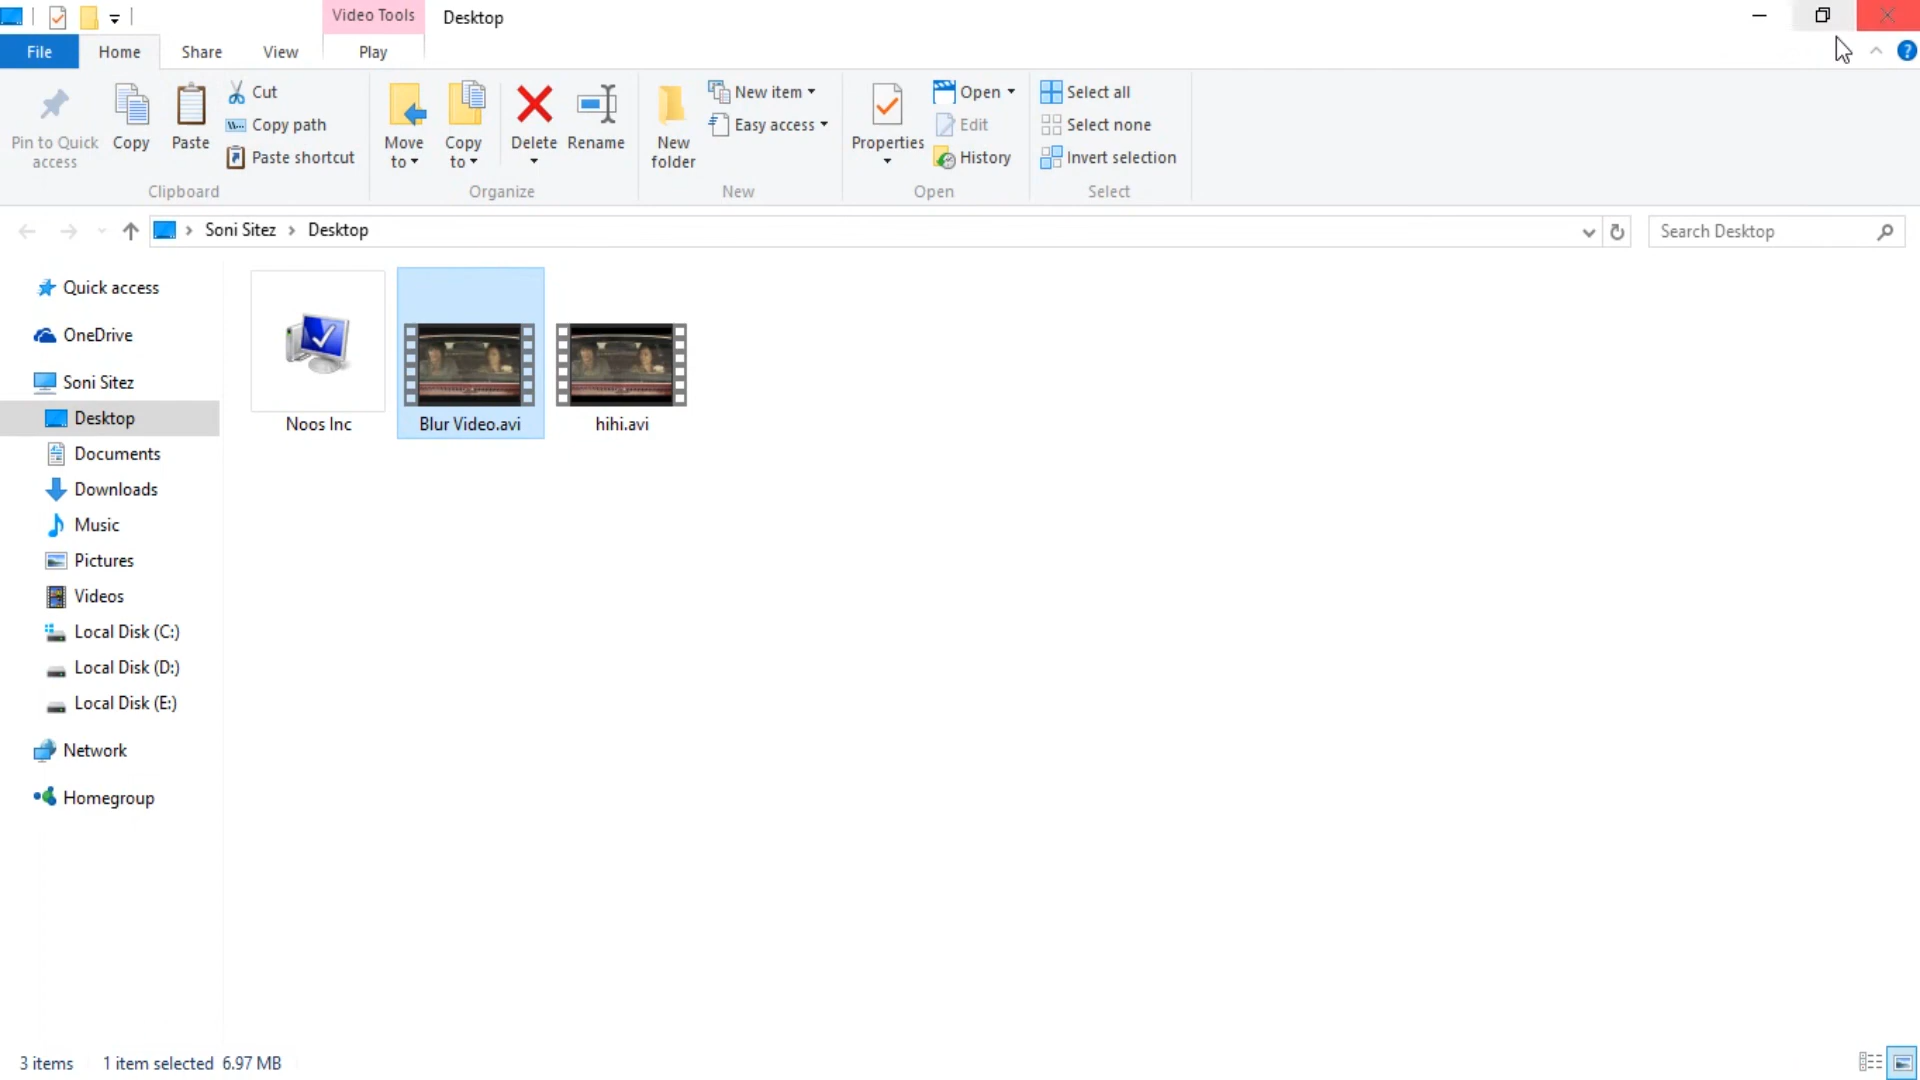 Video Tools
Desktop
File
Home
Share
View
Play
Pin to Quick access
Copy
Paste
Cut
Copy path
Paste shortcut
Move to
Copy to
Delete
Rename
New folder
New item
Easy access
Properties
Open
Edit
History
Select all
Select none
Invert selection
Clipboard
Organize
New
Open
Select
Soni Sitez
Desktop
Search Desktop
Quick access
OneDrive
Soni Sitez
Desktop
Documents
Downloads
Music
Pictures
Videos
Local Disk (C:)
Local Disk (D:)
Local Disk (E:)
Network
Homegroup
Noos Inc
Blur Video.avi
hihi.avi
3 items
1 item selected 6.97 MB